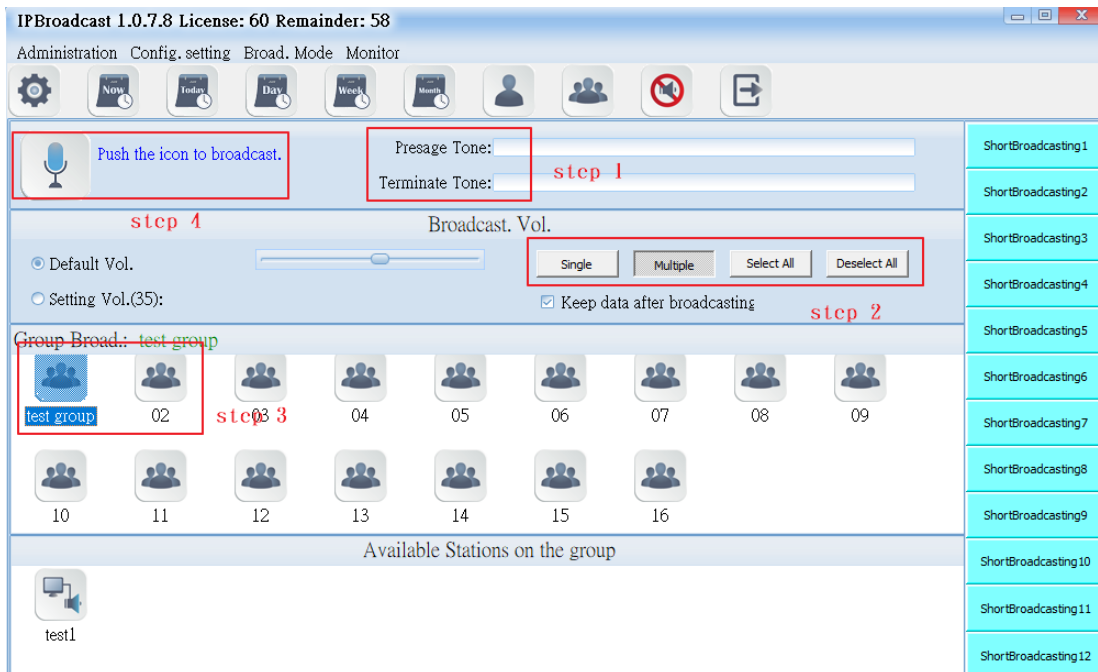 IPBroadcast 1.0.7.8 License: 60 Remainder: 58
Administration Config. setting Broad. Mode Monitor
Now Today Day Week Month
Push the icon to broadcast.
Presage Tone:
Terminate Tone:
step 1
step 4
Broadcast. Vol.
Default Vol.
Setting Vol.(35):
Single Multiple Select All Deselect All
Keep data after broadcasting
step 2
Group Broad.: test group
test group 02 03 04 05 06 07 08 09
step 3
10 11 12 13 14 15 16
Available Stations on the group
test1
ShortBroadcasting1
ShortBroadcasting2
ShortBroadcasting3
ShortBroadcasting4
ShortBroadcasting5
ShortBroadcasting6
ShortBroadcasting7
ShortBroadcasting8
ShortBroadcasting9
ShortBroadcasting10
ShortBroadcasting11
ShortBroadcasting12